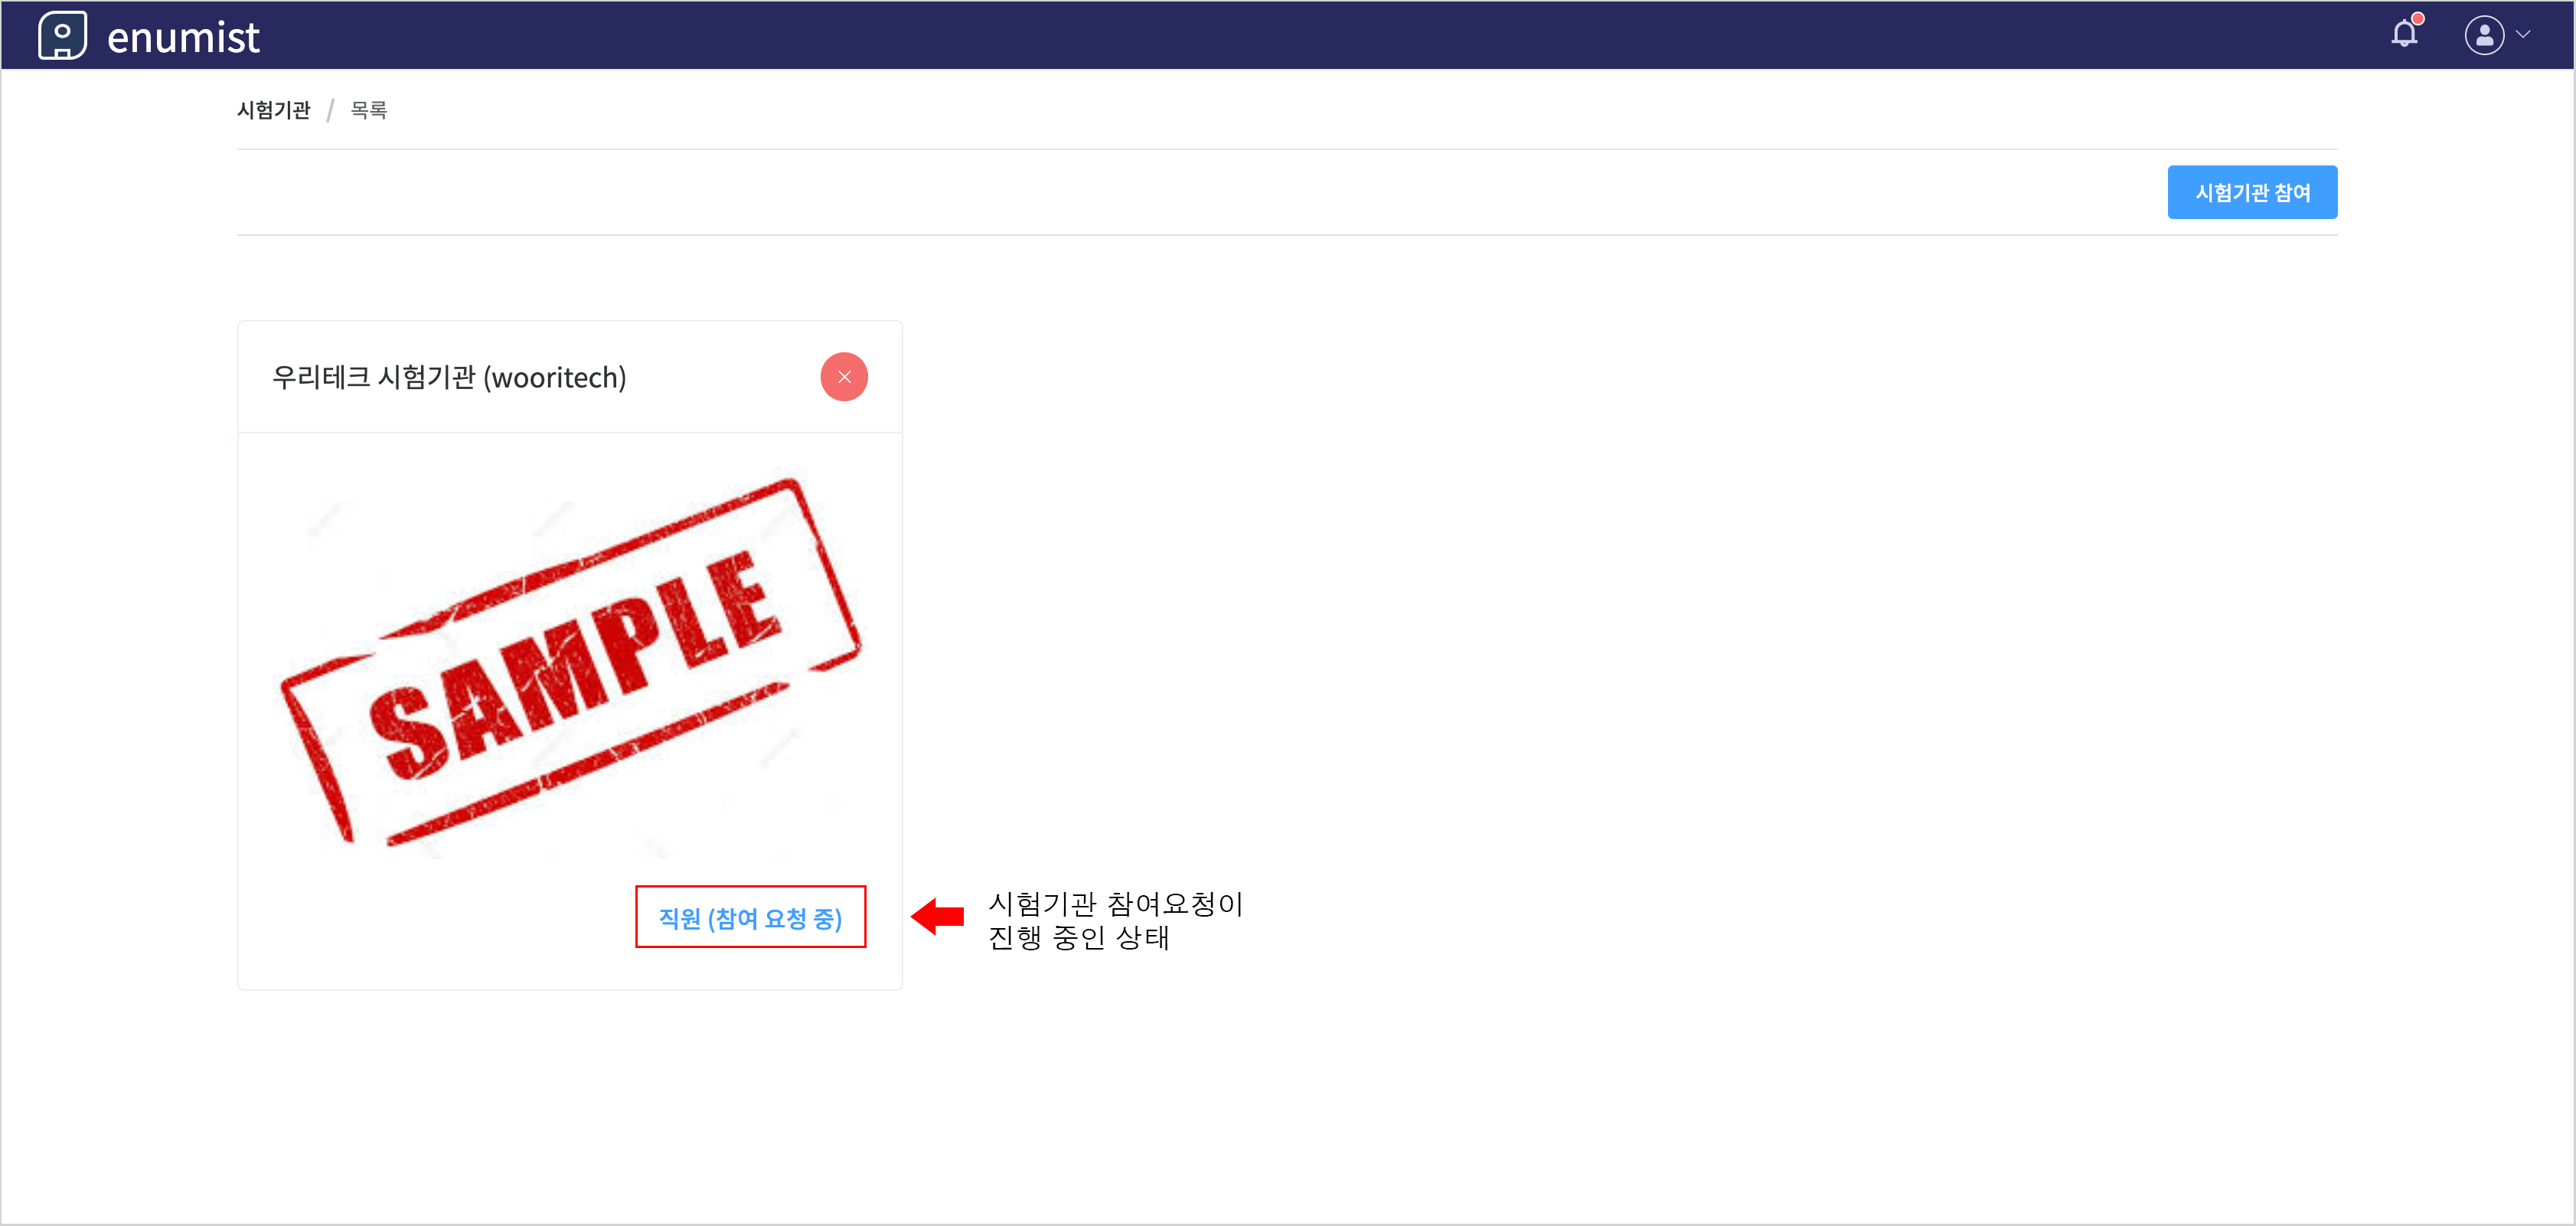 enumist
시험기관 / 목록
시험기관 참여
우리테크 시험기관 (wooritech)
SAMPLE
직원 (참여 요청 중)
시험기관 참여요청이
진행 중인 상태